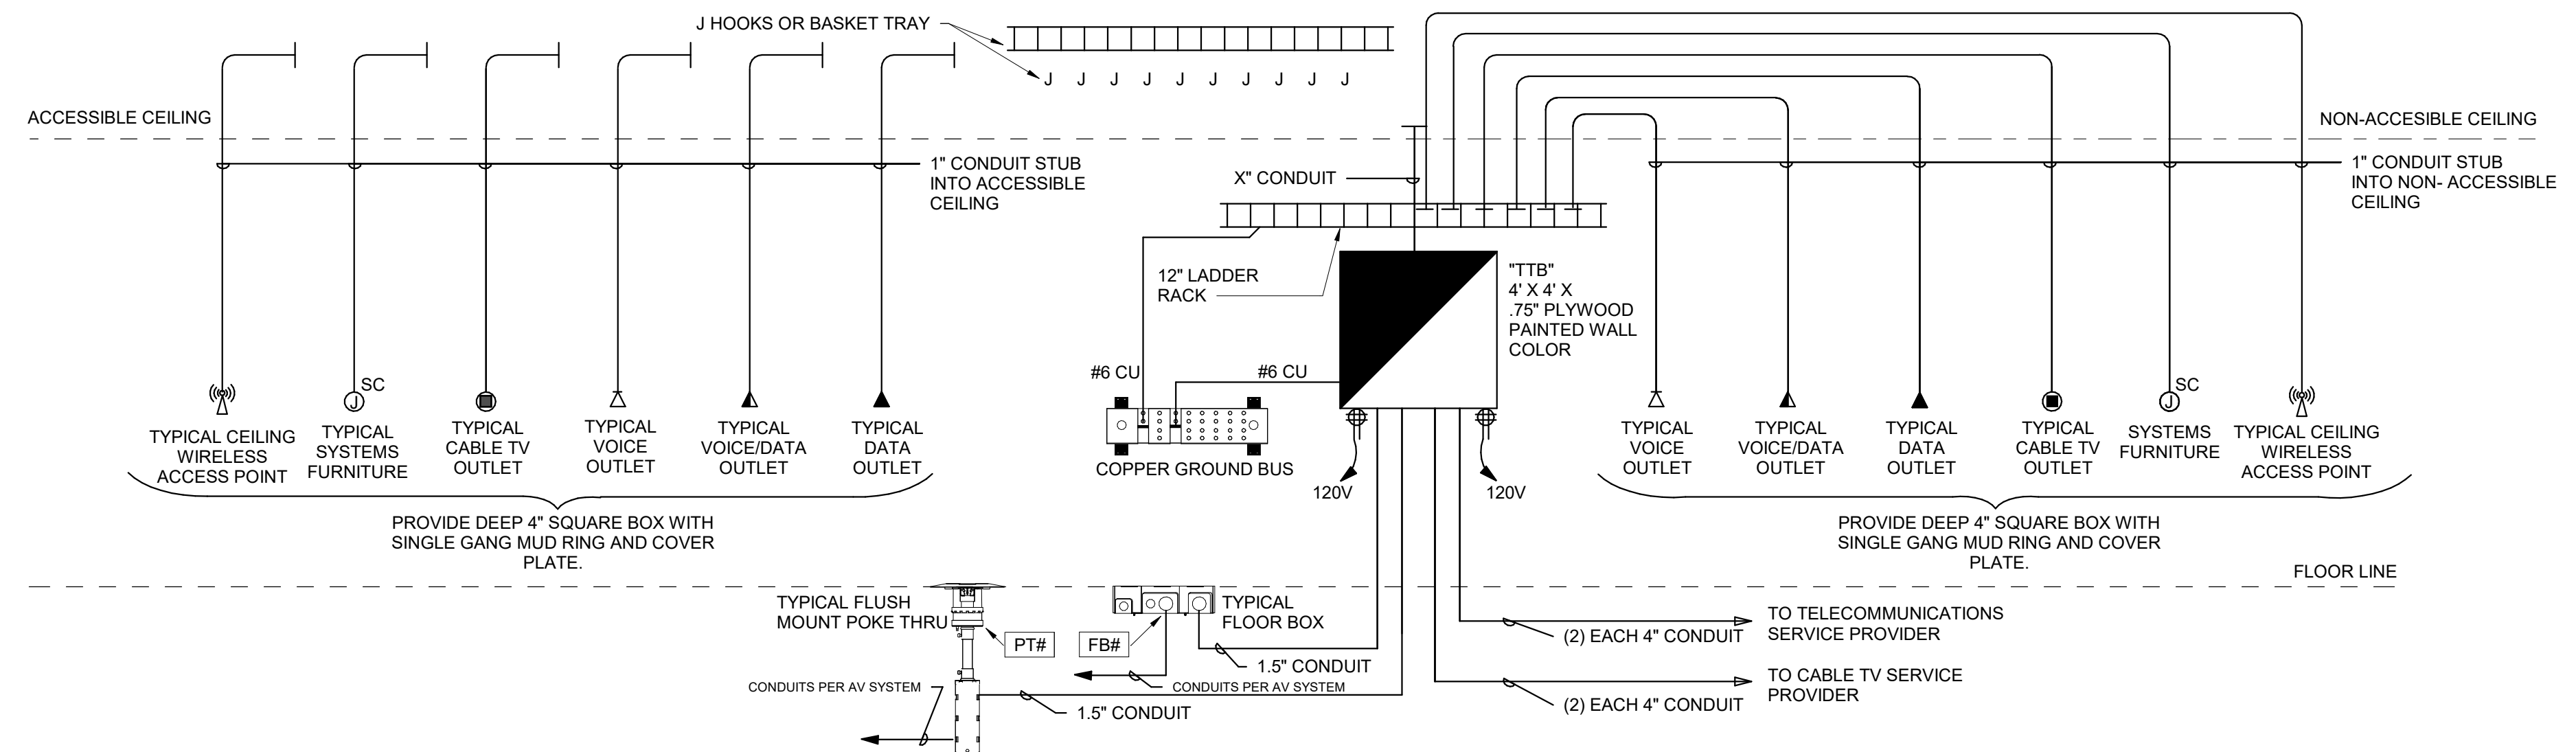 J HOOKS OR BASKET TRAY
J J J J J J J J J J
ACCESSIBLE CEILING
NON-ACCESIBLE CEILING
1" CONDUIT STUB
INTO ACCESSIBLE
CEILING
X" CONDUIT
1" CONDUIT STUB
INTO NON- ACCESSIBLE
CEILING
12" LADDER
RACK
"TTB"
4' X 4' X
.75" PLYWOOD
PAINTED WALL
COLOR
#6 CU
#6 CU
SC
J
TYPICAL CEILING
WIRELESS
ACCESS POINT
TYPICAL
SYSTEMS
FURNITURE
TYPICAL
CABLE TV
OUTLET
TYPICAL
VOICE
OUTLET
TYPICAL
VOICE/DATA
OUTLET
TYPICAL
DATA
OUTLET
COPPER GROUND BUS
120V
120V
SC
J
TYPICAL
VOICE
OUTLET
TYPICAL
VOICE/DATA
OUTLET
TYPICAL
DATA
OUTLET
TYPICAL
CABLE TV
OUTLET
SYSTEMS
FURNITURE
TYPICAL CEILING
WIRELESS
ACCESS POINT
PROVIDE DEEP 4" SQUARE BOX WITH
SINGLE GANG MUD RING AND COVER
PLATE.
PROVIDE DEEP 4" SQUARE BOX WITH
SINGLE GANG MUD RING AND COVER
PLATE.
FLOOR LINE
TYPICAL FLUSH
MOUNT POKE THRU
PT#
FB#
TYPICAL
FLOOR BOX
1.5" CONDUIT
CONDUITS PER AV SYSTEM
CONDUITS PER AV SYSTEM
1.5" CONDUIT
(2) EACH 4" CONDUIT
TO TELECOMMUNICATIONS
SERVICE PROVIDER
(2) EACH 4" CONDUIT
TO CABLE TV SERVICE
PROVIDER